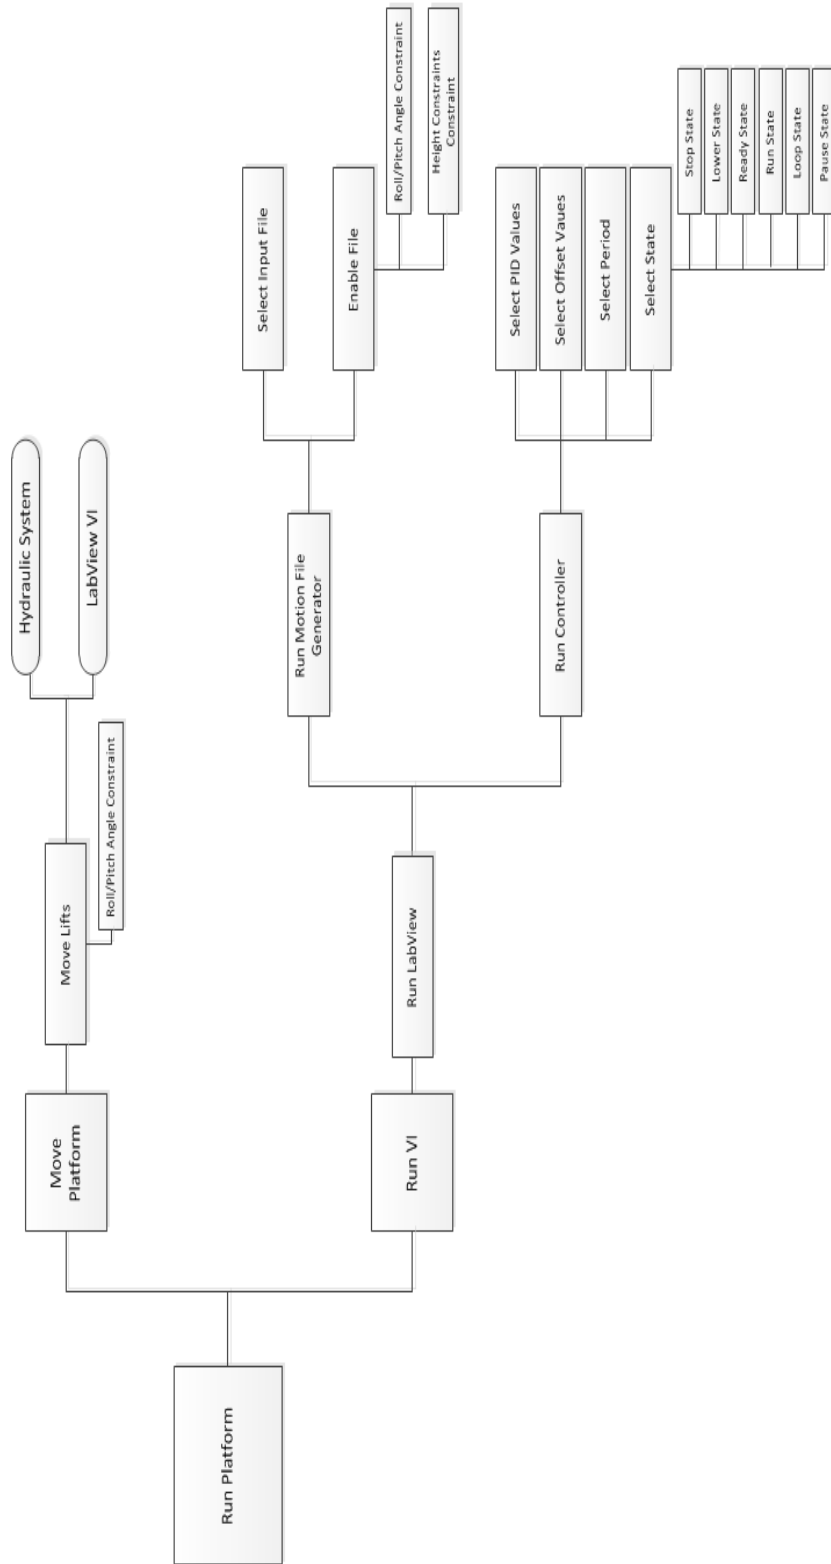 Run Platform
Move
Platform
Move Lifts
Roll/Pitch Angle Constraint
Hydraulic System
LabView VI
Run VI
Run LabView
Run Motion File
Generator
Select Input File
Enable File
Roll/Pitch Angle Constraint
Height Constraints
Constraint
Run Controller
Select PID Values
Select Offset Vaues
Select Period
Select State
Stop State
Lower State
Ready State
Run State
Loop State
Pause State